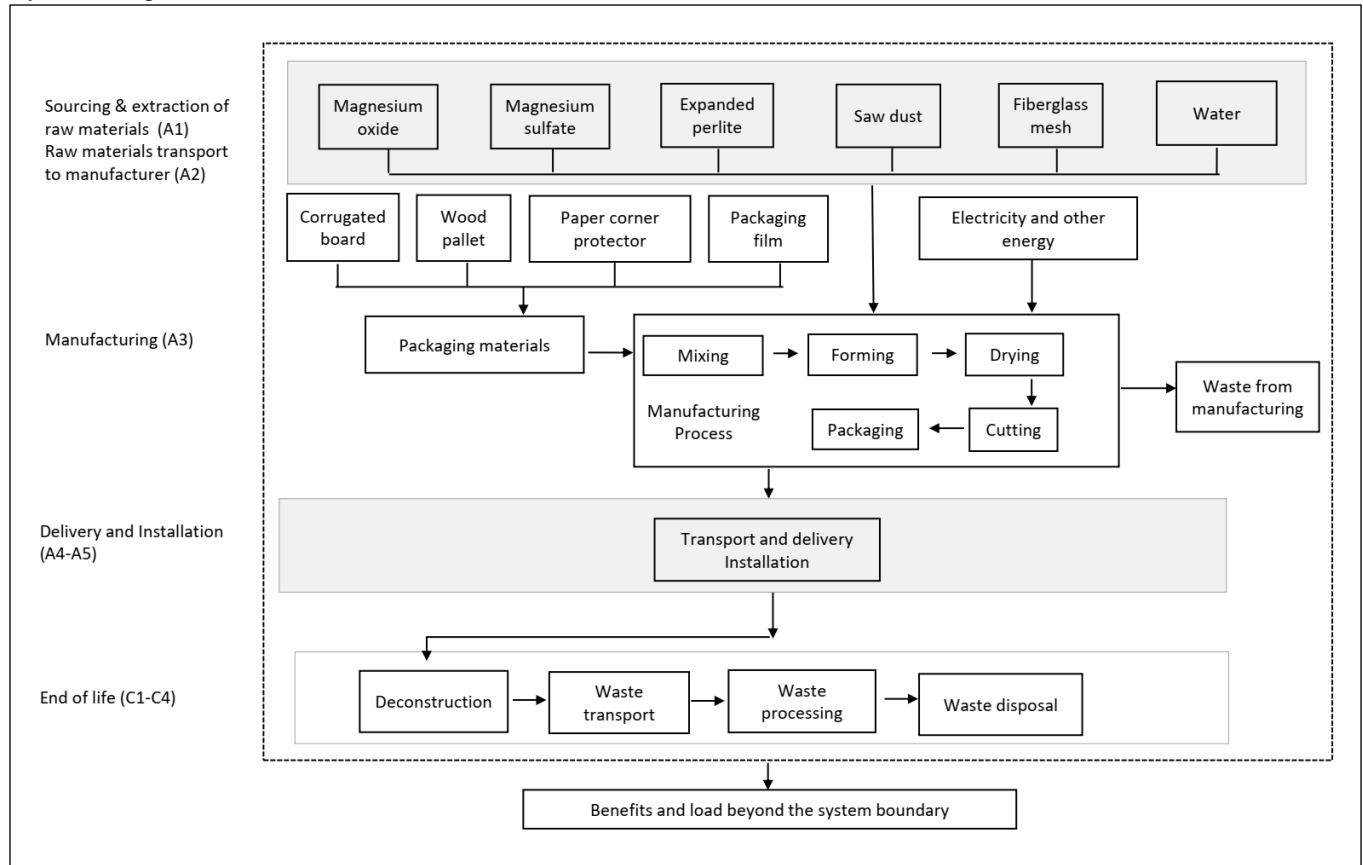 Sourcing & extraction of
raw materials (A1)
Raw materials transport
to manufacturer (A2)
Magnesium
oxide
Magnesium
sulfate
Expanded
perlite
Saw dust
Fiberglass
mesh
Water
Corrugated
board
Wood
pallet
Paper corner
protector
Packaging
film
Electricity and other
energy
Manufacturing (A3)
Packaging materials
Mixing
Forming
Drying
Manufacturing
Process
Packaging
Cutting
Waste from
manufacturing
Delivery and Installation
(A4-A5)
Transport and delivery
Installation
End of life (C1-C4)
Deconstruction
Waste
transport
Waste
processing
Waste disposal
Benefits and load beyond the system boundary